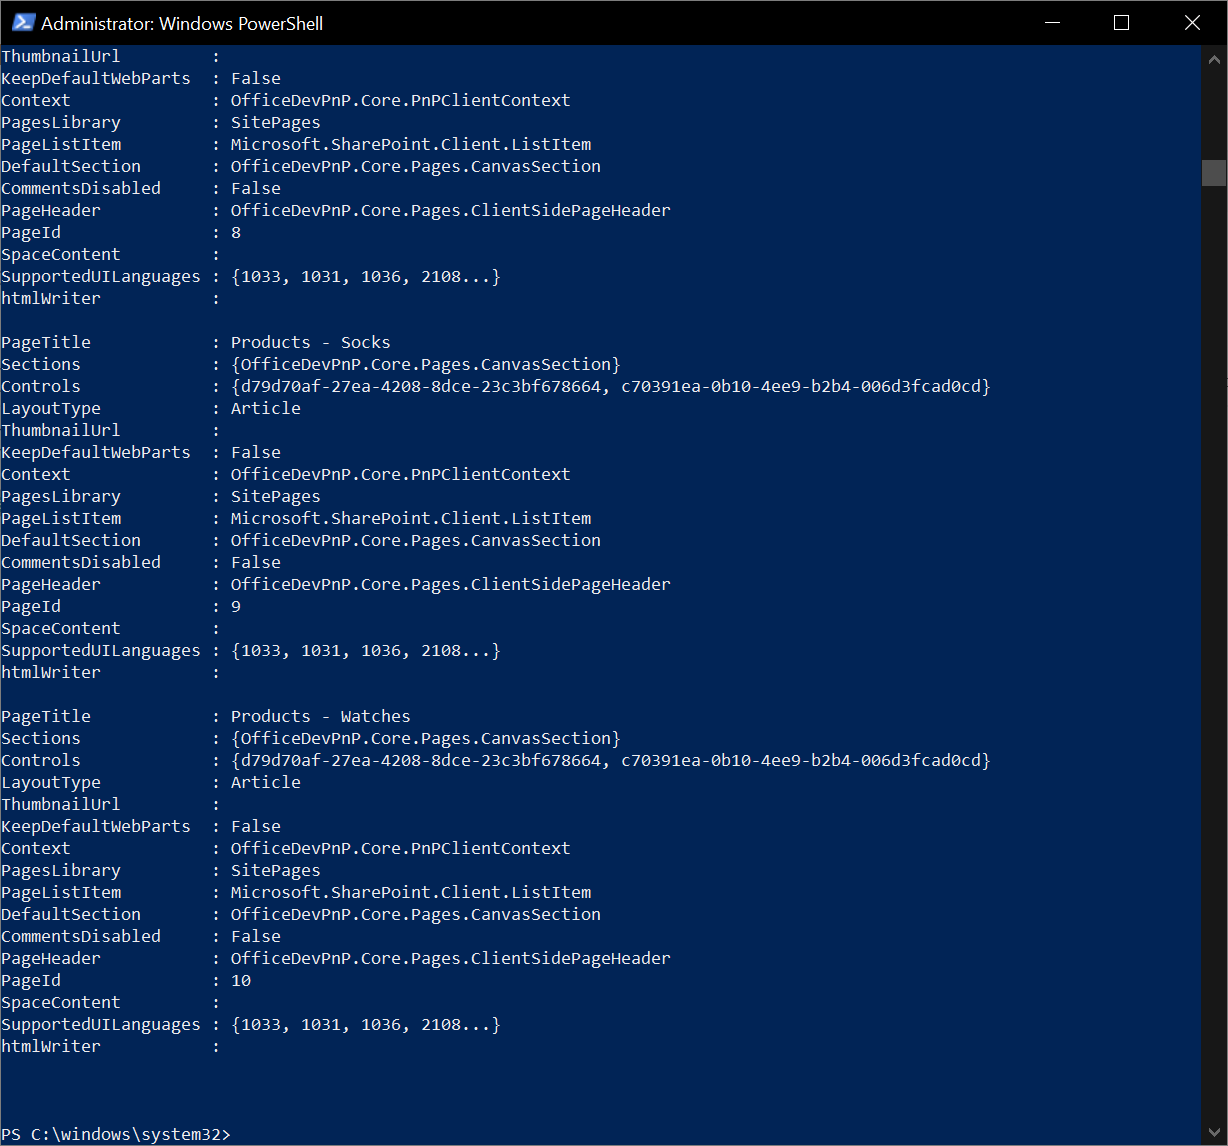 Administrator: Windows PowerShell
ThumbnailUrl         :
KeepDefaultWebParts  : False
Context              : OfficeDevPnP.Core.PnPClientContext
PagesLibrary         : SitePages
PageListItem         : Microsoft.SharePoint.Client.ListItem
DefaultSection       : OfficeDevPnP.Core.Pages.CanvasSection
CommentsDisabled     : False
PageHeader           : OfficeDevPnP.Core.Pages.ClientSidePageHeader
PageId               : 8
SpaceContent         :
SupportedUILanguages : {1033, 1031, 1036, 2108...}
htmlWriter           :
PageTitle            : Products - Socks
Sections             : {OfficeDevPnP.Core.Pages.CanvasSection}
Controls             : {d79d70af-27ea-4208-8dce-23c3bf678664, c70391ea-0b10-4ee9-b2b4-006d3fcad0cd}
LayoutType           : Article
ThumbnailUrl         :
KeepDefaultWebParts  : False
Context              : OfficeDevPnP.Core.PnPClientContext
PagesLibrary         : SitePages
PageListItem         : Microsoft.SharePoint.Client.ListItem
DefaultSection       : OfficeDevPnP.Core.Pages.CanvasSection
CommentsDisabled     : False
PageHeader           : OfficeDevPnP.Core.Pages.ClientSidePageHeader
PageId               : 9
SpaceContent         :
SupportedUILanguages : {1033, 1031, 1036, 2108...}
htmlWriter           :
PageTitle            : Products - Watches
Sections             : {OfficeDevPnP.Core.Pages.CanvasSection}
Controls             : {d79d70af-27ea-4208-8dce-23c3bf678664, c70391ea-0b10-4ee9-b2b4-006d3fcad0cd}
LayoutType           : Article
ThumbnailUrl         :
KeepDefaultWebParts  : False
Context              : OfficeDevPnP.Core.PnPClientContext
PagesLibrary         : SitePages
PageListItem         : Microsoft.SharePoint.Client.ListItem
DefaultSection       : OfficeDevPnP.Core.Pages.CanvasSection
CommentsDisabled     : False
PageHeader           : OfficeDevPnP.Core.Pages.ClientSidePageHeader
PageId               : 10
SpaceContent         :
SupportedUILanguages : {1033, 1031, 1036, 2108...}
htmlWriter           :
PS C:\windows\system32>